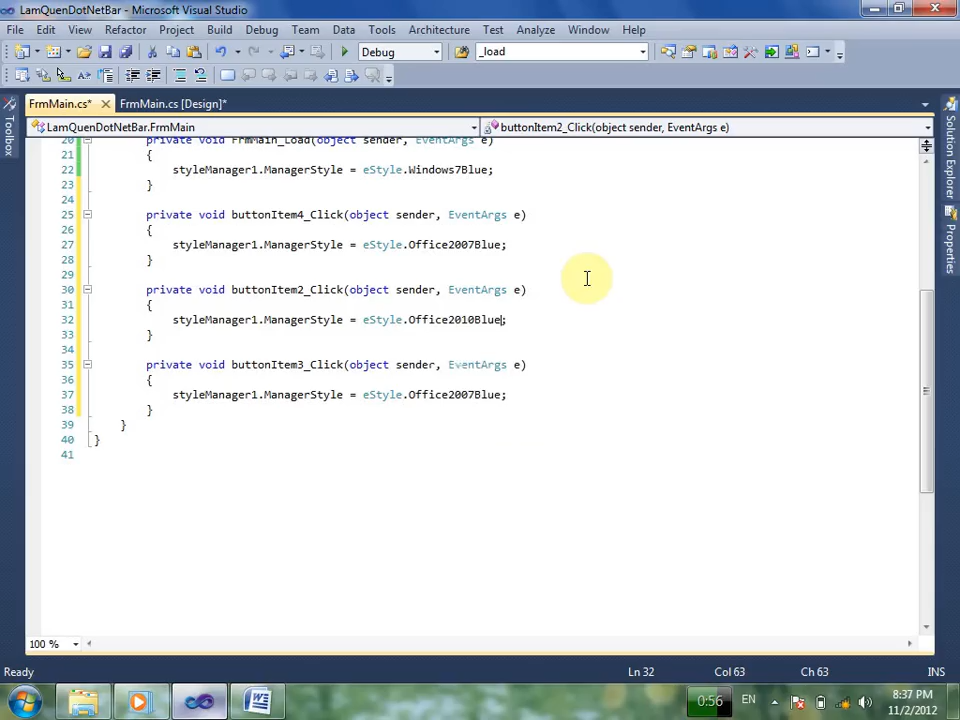 LamQuenDotNetBar - Microsoft Visual Studio
File Edit View Refactor Project Build Debug Team Data Tools Architecture Test Analyze Window Help
Debug _load
FrmMain.cs* FrmMain.cs [Design]*
LamQuenDotNetBar.FrmMain buttonItem2_Click(object sender, EventArgs e)
20 private void FrmMain_Load(object sender, EventArgs e)
21 {
22 styleManager1.ManagerStyle = eStyle.Windows7Blue;
23 }
24
25 private void buttonItem4_Click(object sender, EventArgs e)
26 {
27 styleManager1.ManagerStyle = eStyle.Office2007Blue;
28 }
29
30 private void buttonItem2_Click(object sender, EventArgs e)
31 {
32 styleManager1.ManagerStyle = eStyle.Office2010Blue;
33 }
34
35 private void buttonItem3_Click(object sender, EventArgs e)
36 {
37 styleManager1.ManagerStyle = eStyle.Office2007Blue;
38 }
39 }
40 }
41
Toolbox
Solution Explorer
Properties
100 %
Ready Ln 32 Col 63 Ch 63 INS
0:56 EN 8:37 PM
11/2/2012